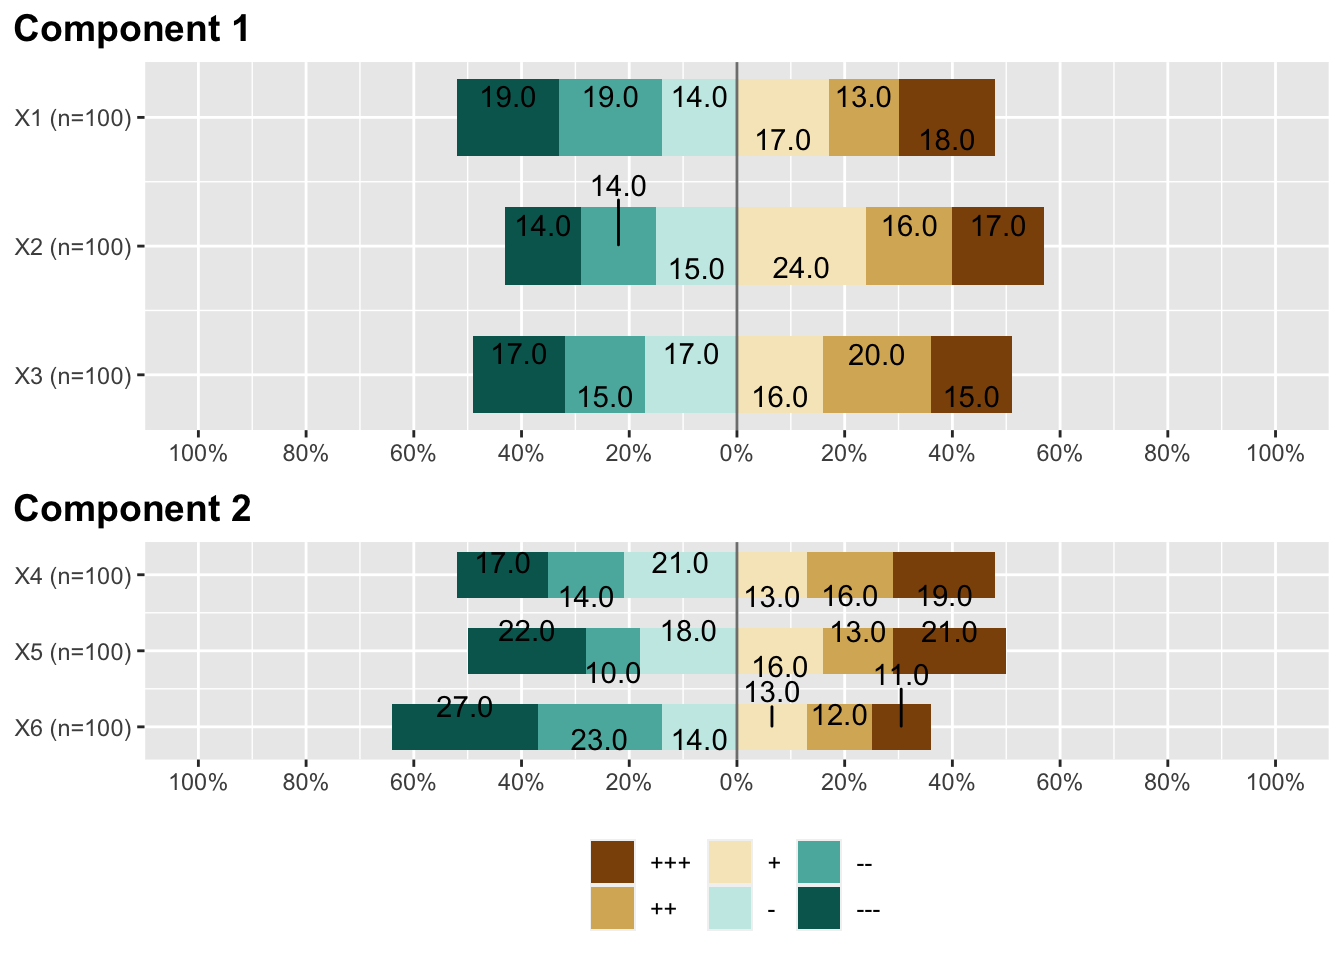 Component 1
X1 (n=100)
19.0 19.0 14.0 17.0 13.0 18.0
X2 (n=100)
14.0 14.0 15.0 24.0 16.0 17.0
X3 (n=100)
17.0 15.0 17.0 16.0 20.0 15.0
100% 80% 60% 40% 20% 0% 20% 40% 60% 80% 100%
Component 2
X4 (n=100)
17.0 14.0 21.0 13.0 16.0 19.0
X5 (n=100)
22.0 10.0 18.0 16.0 13.0 21.0
X6 (n=100)
27.0 23.0 14.0 13.0 12.0 11.0
100% 80% 60% 40% 20% 0% 20% 40% 60% 80% 100%
+++ + --
++ - ---